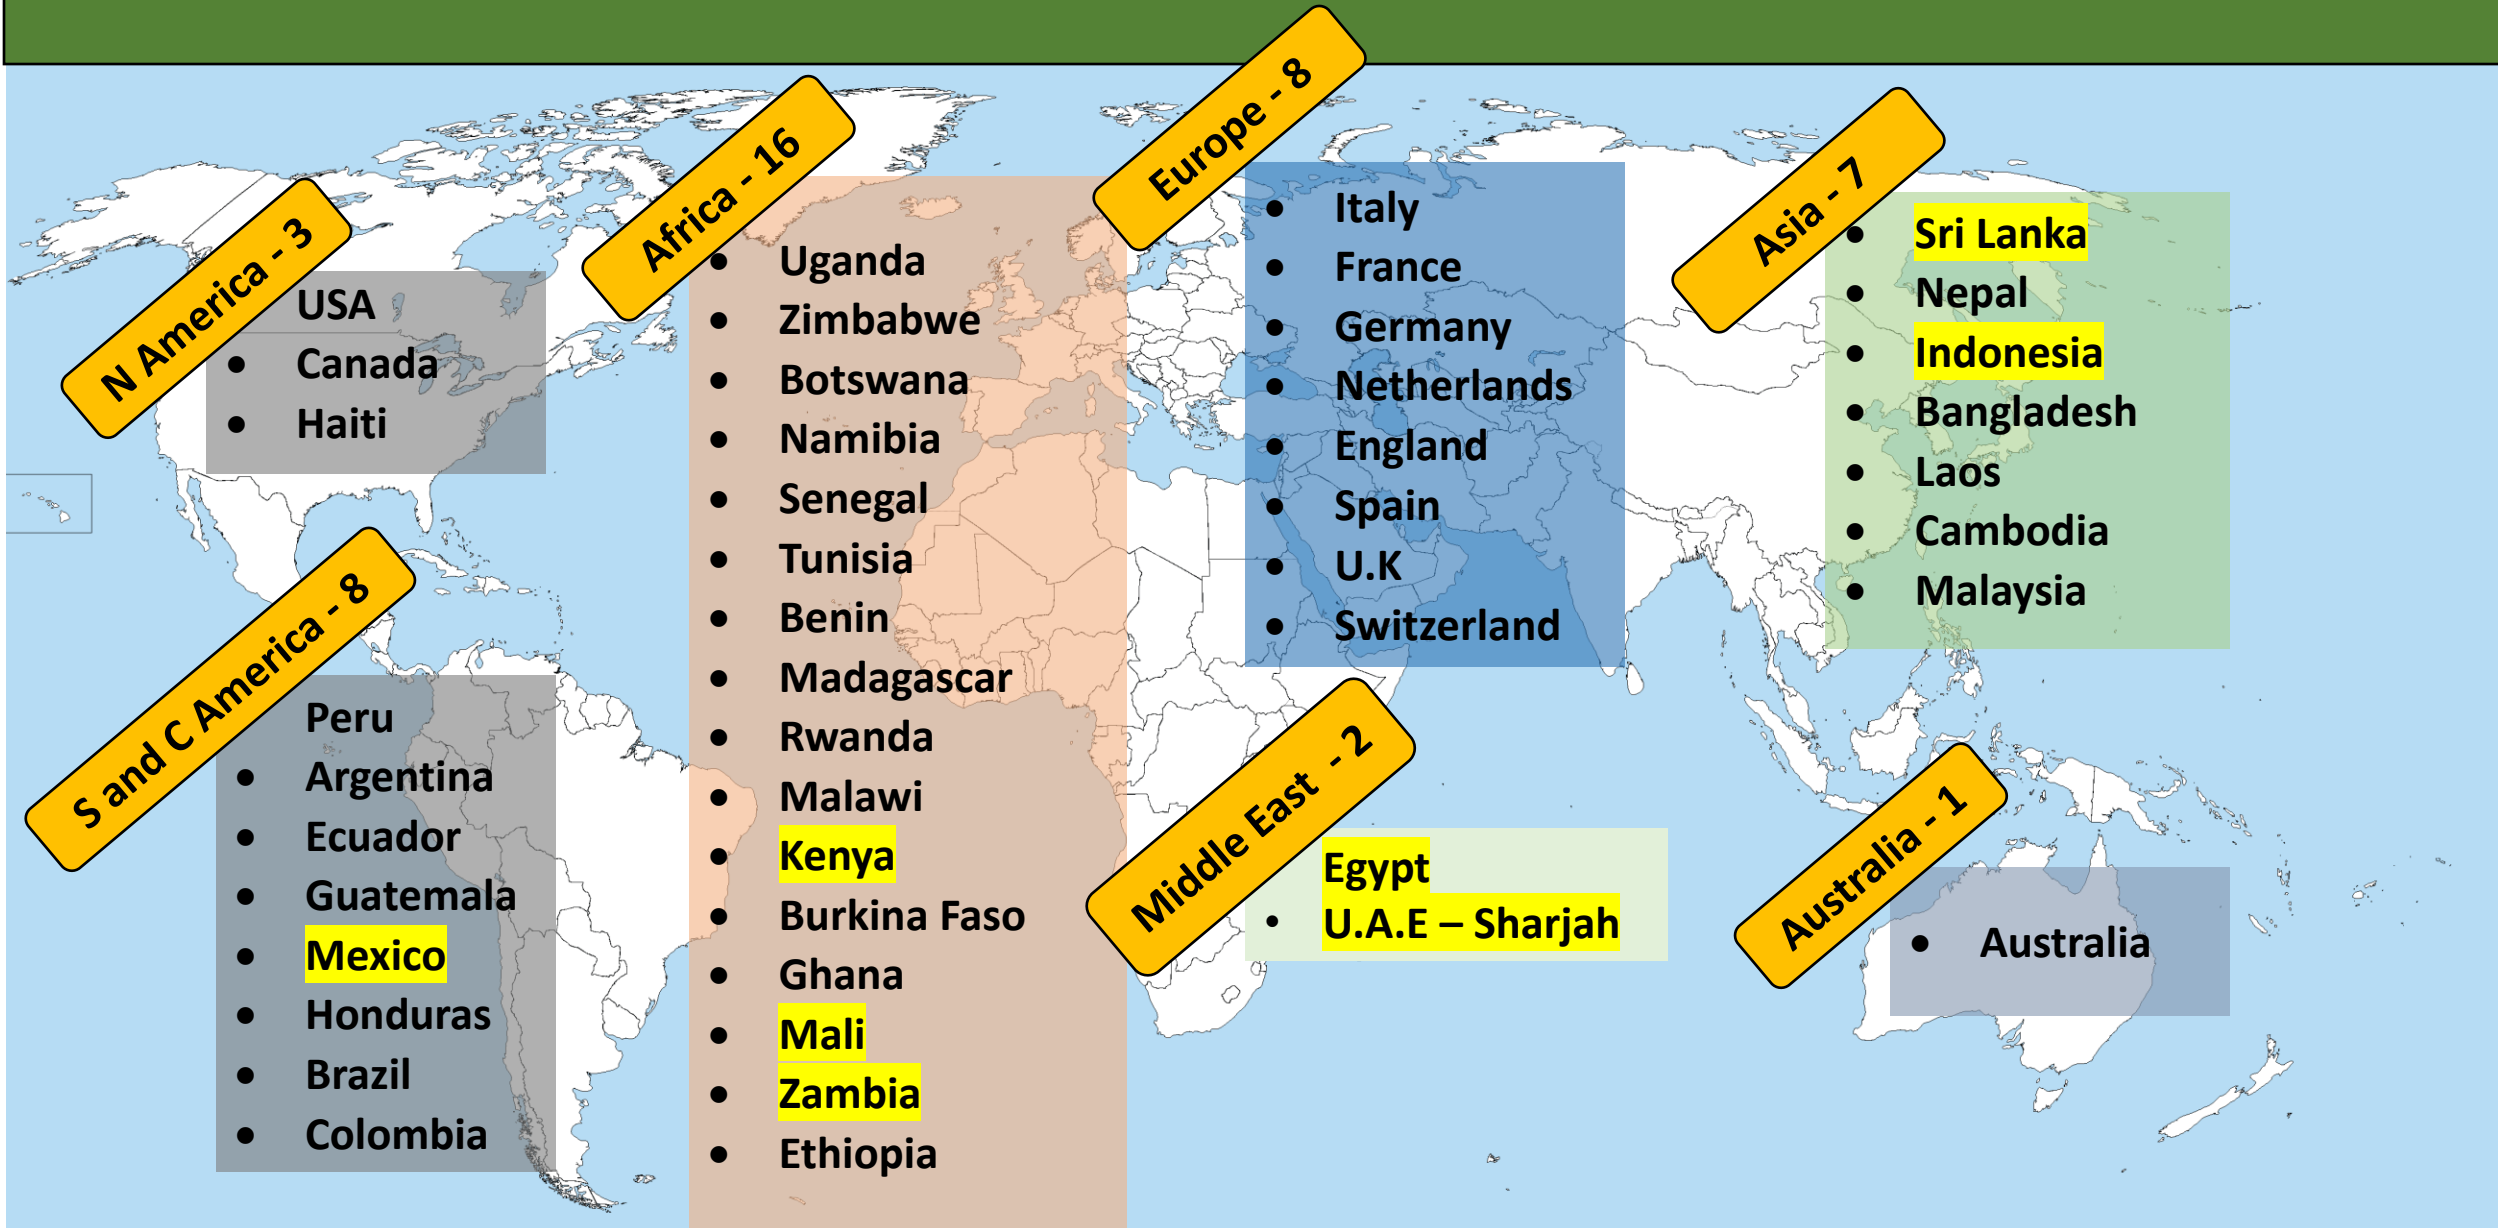 N America - 3
USA
• Canada
• Haiti
S and C America - 8
Peru
• Argentina
• Ecuador
• Guatemala
• Mexico
• Honduras
• Brazil
• Colombia
Africa - 16
• Uganda
• Zimbabwe
• Botswana
• Namibia
• Senegal
• Tunisia
• Benin
• Madagascar
• Rwanda
• Malawi
• Kenya
• Burkina Faso
• Ghana
• Mali
• Zambia
• Ethiopia
Europe - 8
• Italy
• France
• Germany
• Netherlands
• England
• Spain
• U.K
• Switzerland
Middle East - 2
Egypt
• U.A.E – Sharjah
Asia - 7
• Sri Lanka
• Nepal
• Indonesia
• Bangladesh
• Laos
• Cambodia
• Malaysia
Australia - 1
• Australia